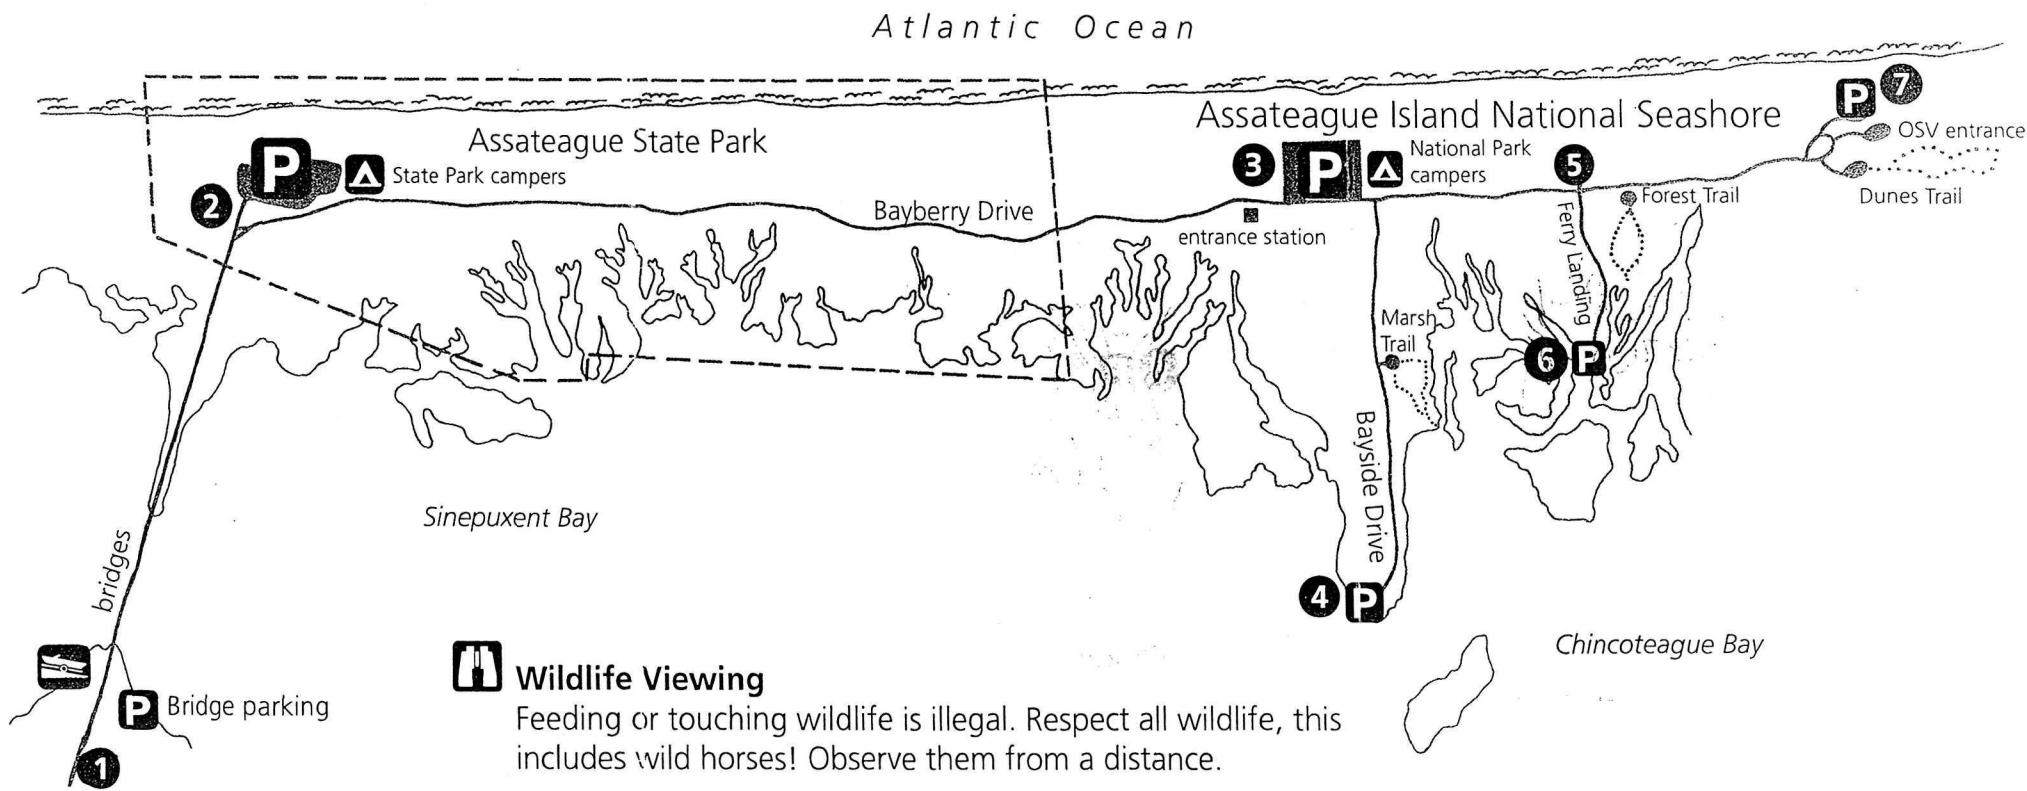 Atlantic Ocean
7
P
Assateague Island National Seashore
OSV entrance
Assateague State Park
P
State Park campers
2
3
P
National Park
campers
5
Forest Trail
Dunes Trail
Bayberry Drive
entrance station
Ferry Landing
Marsh
Trail
6
P
Bayside Drive
Sinepuxent Bay
bridges
4
P
Chincoteague Bay
P
Bridge parking
1
Wildlife Viewing
Feeding or touching wildlife is illegal. Respect all wildlife, this
includes wild horses! Observe them from a distance.